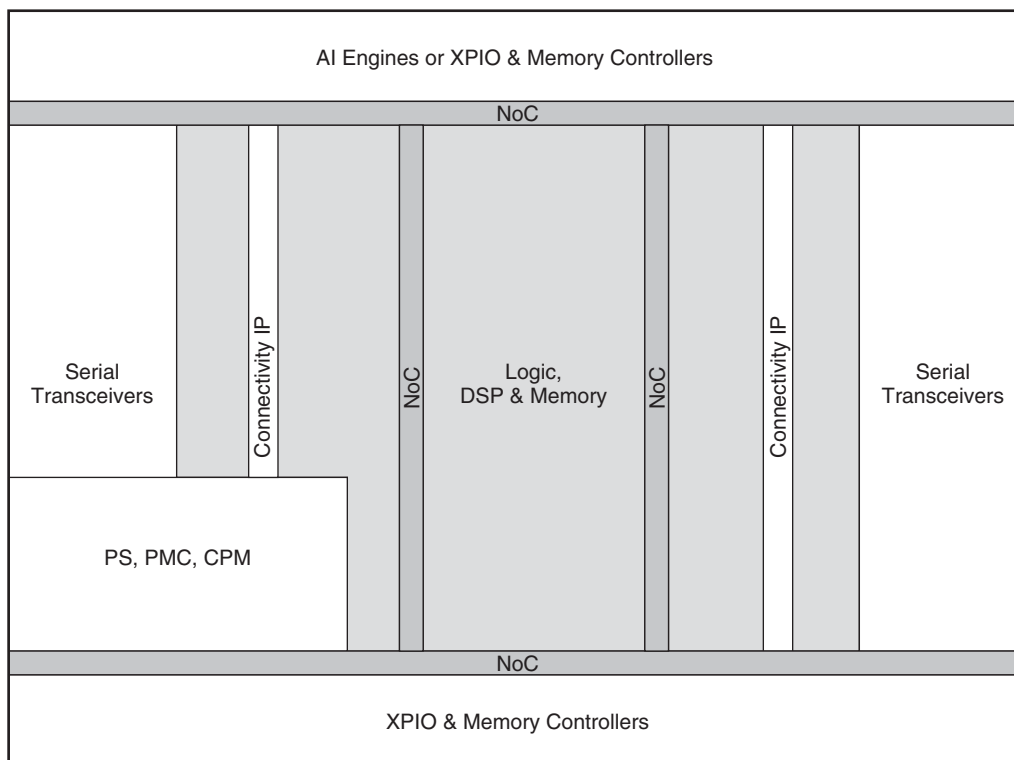 AI Engines or XPIO & Memory Controllers
NoC
Serial
Transceivers
Connectivity IP
NoC
Logic,
DSP & Memory
NoC
Connectivity IP
Serial
Transceivers
PS, PMC, CPM
NoC
XPIO & Memory Controllers